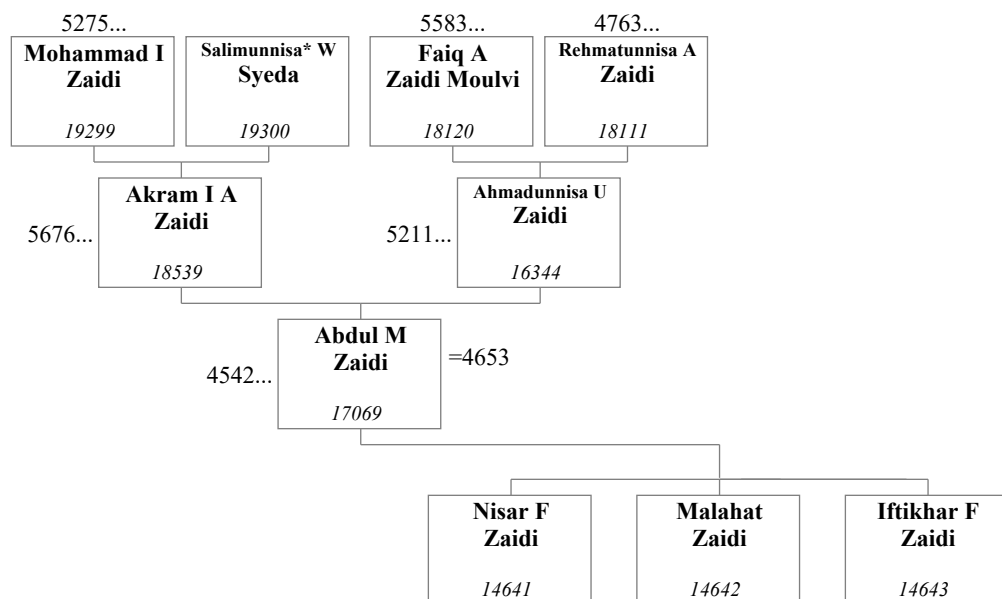 5275...
5583...
4763...
Mohammad I
Zaidi
19299
Salimunnisa* W
Syeda
19300
Faiq A
Zaidi Moulvi
18120
Rehmatunnisa A
Zaidi
18111
5676...
Akram I A
Zaidi
18539
5211...
Ahmadunnisa U
Zaidi
16344
4542...
Abdul M
Zaidi
17069
=4653
Nisar F
Zaidi
14641
Malahat
Zaidi
14642
Iftikhar F
Zaidi
14643